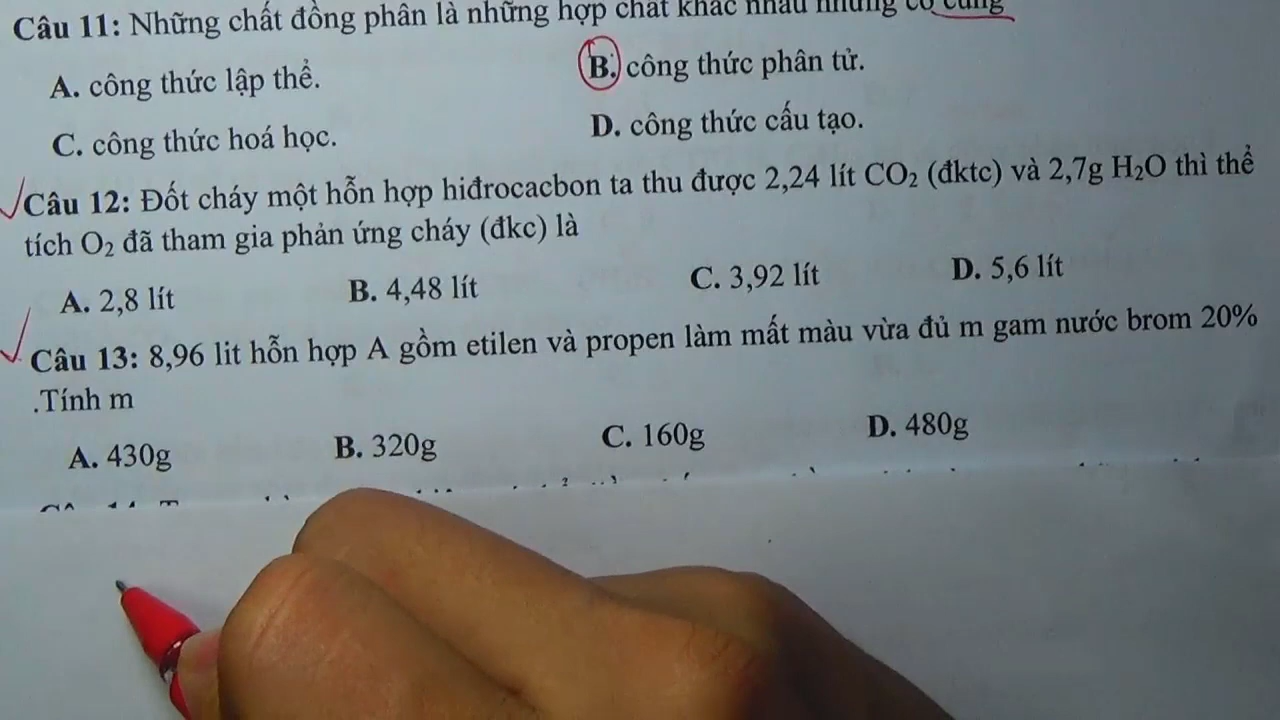 Câu 11: Những chất đồng phân là những hợp chất khác nhau nhưng có cùng
A. công thức lập thể. B. công thức phân tử.
C. công thức hoá học. D. công thức cấu tạo.
Câu 12: Đốt cháy một hỗn hợp hiđrocacbon ta thu được 2,24 lít CO₂ (đktc) và 2,7g H₂O thì thể
tích O₂ đã tham gia phản ứng cháy (đkc) là
A. 2,8 lít B. 4,48 lít C. 3,92 lít D. 5,6 lít
Câu 13: 8,96 lit hỗn hợp A gồm etilen và propen làm mất màu vừa đủ m gam nước brom 20%
.Tính m
A. 430g B. 320g C. 160g D. 480g